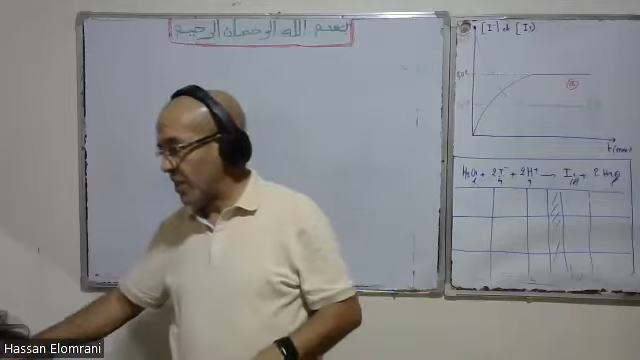 بسم الله الرحمان الرحيم
[I⁻] et [I₂]
t(min)
H₂O₂ + 2I⁻ + 2H⁺ → I₂ + 2H₂O
Hassan Elomrani